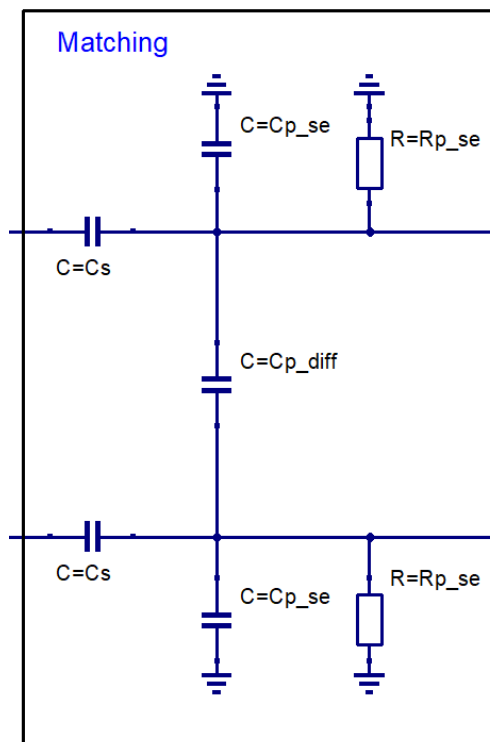 Matching
C=Cp_se
R=Rp_se
C=Cs
C=Cp_diff
C=Cs
C=Cp_se
R=Rp_se